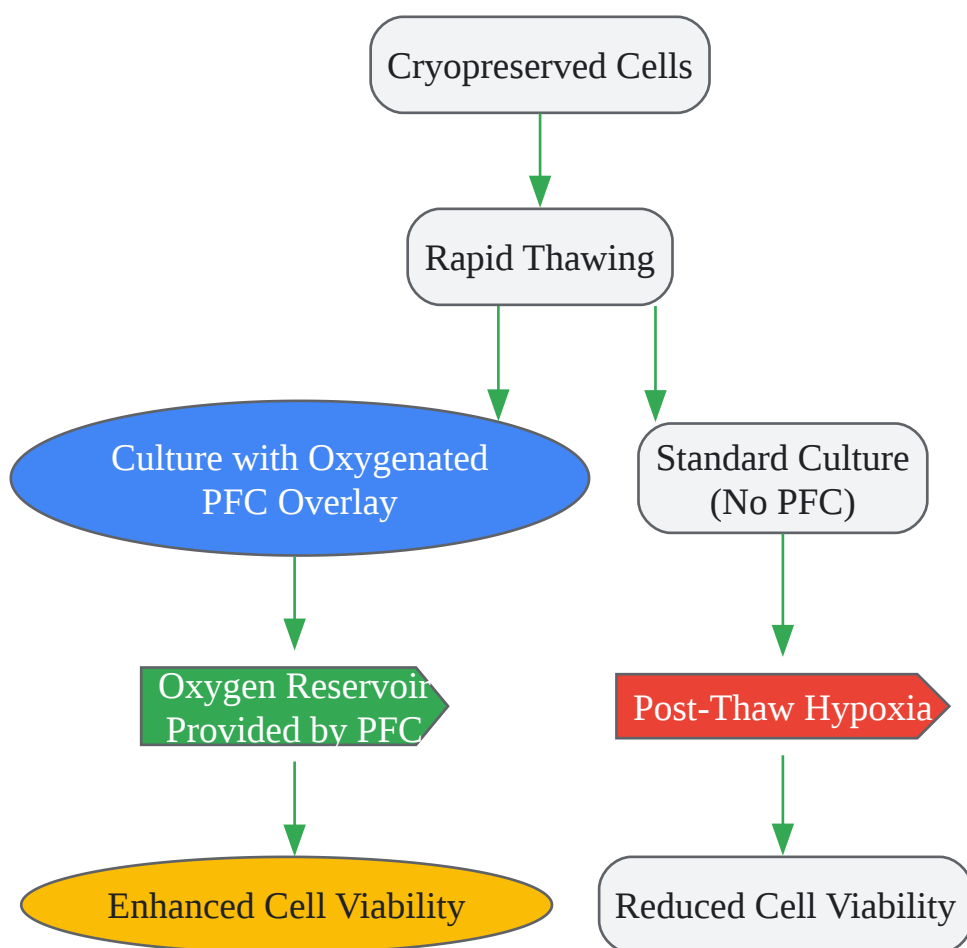 Cryopreserved Cells
Rapid Thawing
Culture with Oxygenated
PFC Overlay
Standard Culture
(No PFC)
Oxygen Reservoir
Provided by PFC
Post-Thaw Hypoxia
Enhanced Cell Viability
Reduced Cell Viability